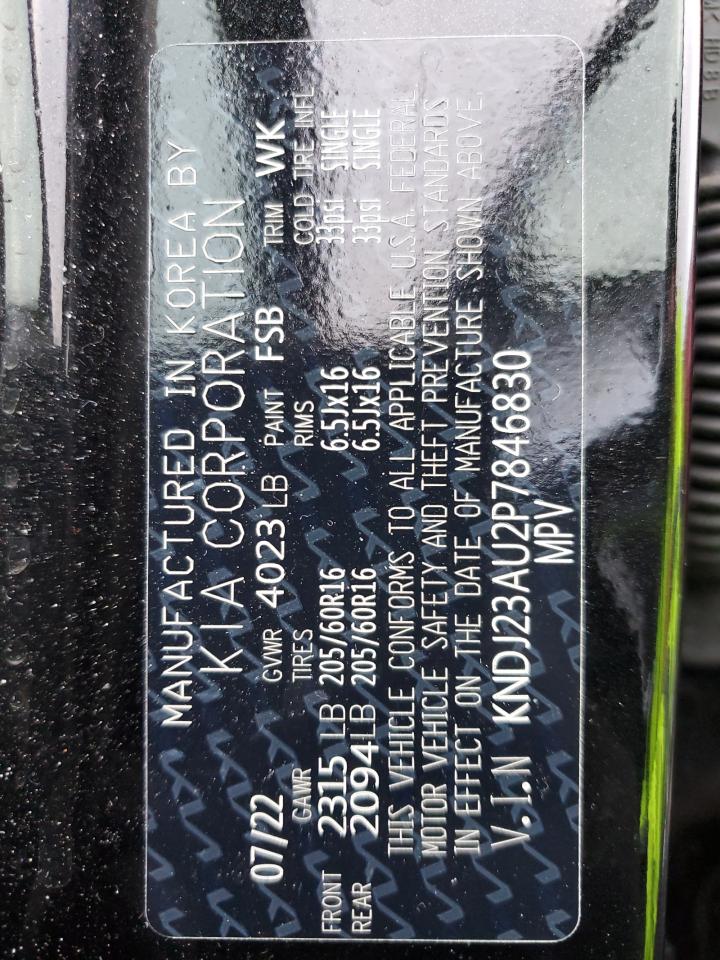 MANUFACTURED IN KOREA BY
KIA CORPORATION
07/22 GVWR 4023 LB PAINT FSB TRIM WK
GAWR TIRES RIMS COLD TIRE INFL
FRONT 2315 LB 205/60R16 6.5Jx16 33psi SINGLE
REAR 2094LB 205/60R16 6.5Jx16 33psi SINGLE
THIS VEHICLE CONFORMS TO ALL APPLICABLE U.S.A. FEDERAL
MOTOR VEHICLE SAFETY AND THEFT PREVENTION STANDARDS
IN EFFECT ON THE DATE OF MANUFACTURE SHOWN ABOVE.
V.I.N KNDJ23AU2P7846830
MPV